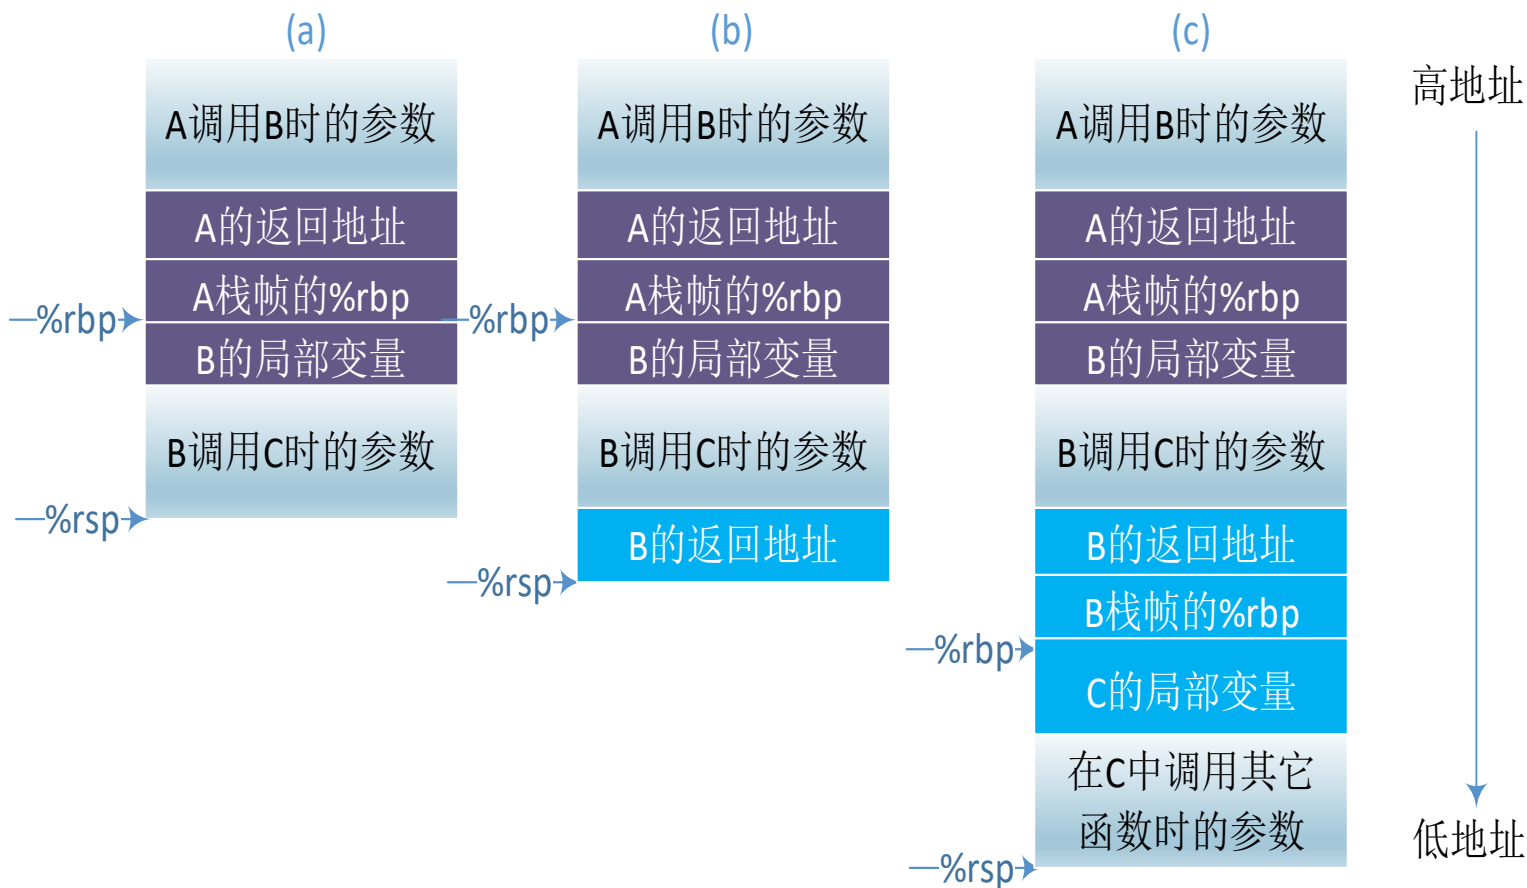 (a)
A调用B时的参数
A的返回地址
A栈帧的%rbp
B的局部变量
B调用C时的参数
%rbp
%rsp
(b)
A调用B时的参数
A的返回地址
A栈帧的%rbp
B的局部变量
B调用C时的参数
B的返回地址
%rbp
%rsp
(c)
A调用B时的参数
A的返回地址
A栈帧的%rbp
B的局部变量
B调用C时的参数
B的返回地址
B栈帧的%rbp
C的局部变量
在C中调用其它
函数时的参数
%rbp
%rsp
高地址
低地址